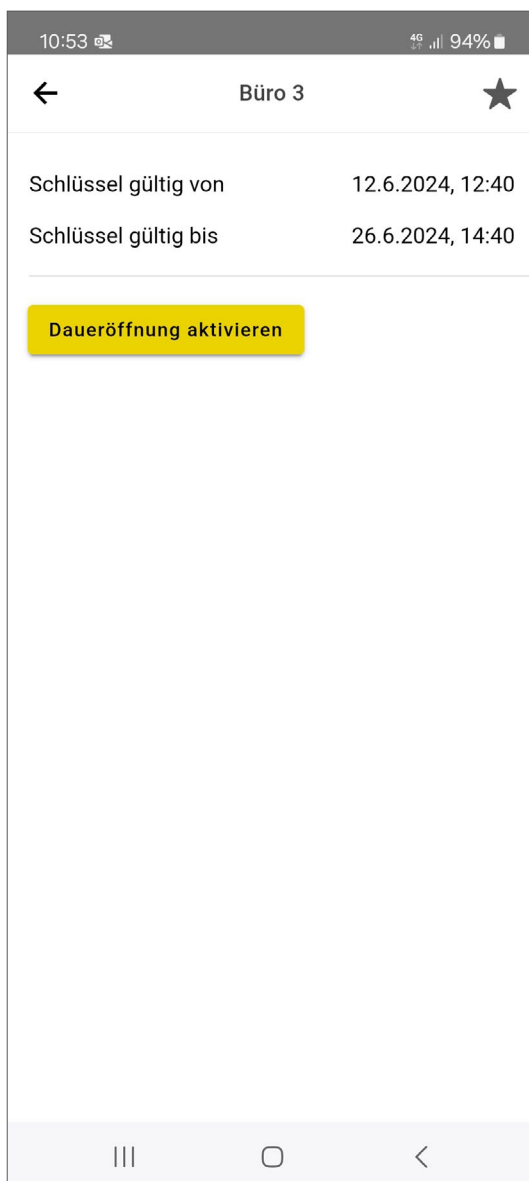 10:53
4G 94%
Büro 3
Schlüssel gültig von 12.6.2024, 12:40
Schlüssel gültig bis 26.6.2024, 14:40
Daueröffnung aktivieren